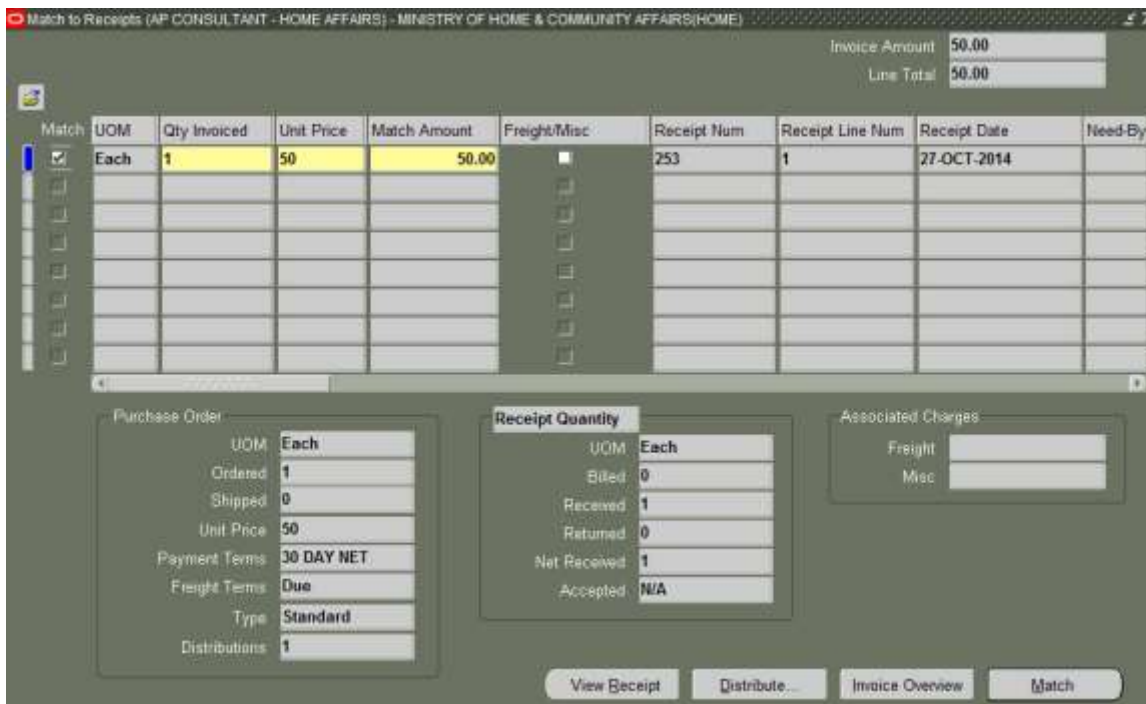 Match to Receipts (AP CONSULTANT - HOME AFFAIRS) - MINISTRY OF HOME & COMMUNITY AFFAIRS(HOME)
Invoice Amount 50.00
Line Total 50.00
Match UOM Qty Invoiced Unit Price Match Amount Freight/Misc Receipt Num Receipt Line Num Receipt Date Need-By
Each 1 50 50.00 253 1 27-OCT-2014
Purchase Order
UOM Each
Ordered 1
Shipped 0
Unit Price 50
Payment Terms 30 DAY NET
Freight Terms Due
Type Standard
Distributions 1
Receipt Quantity
UOM Each
Billed 0
Received 1
Returned 0
Net Received 1
Accepted N/A
Associated Charges
Freight
Misc
View Receipt Distribute... Invoice Overview Match